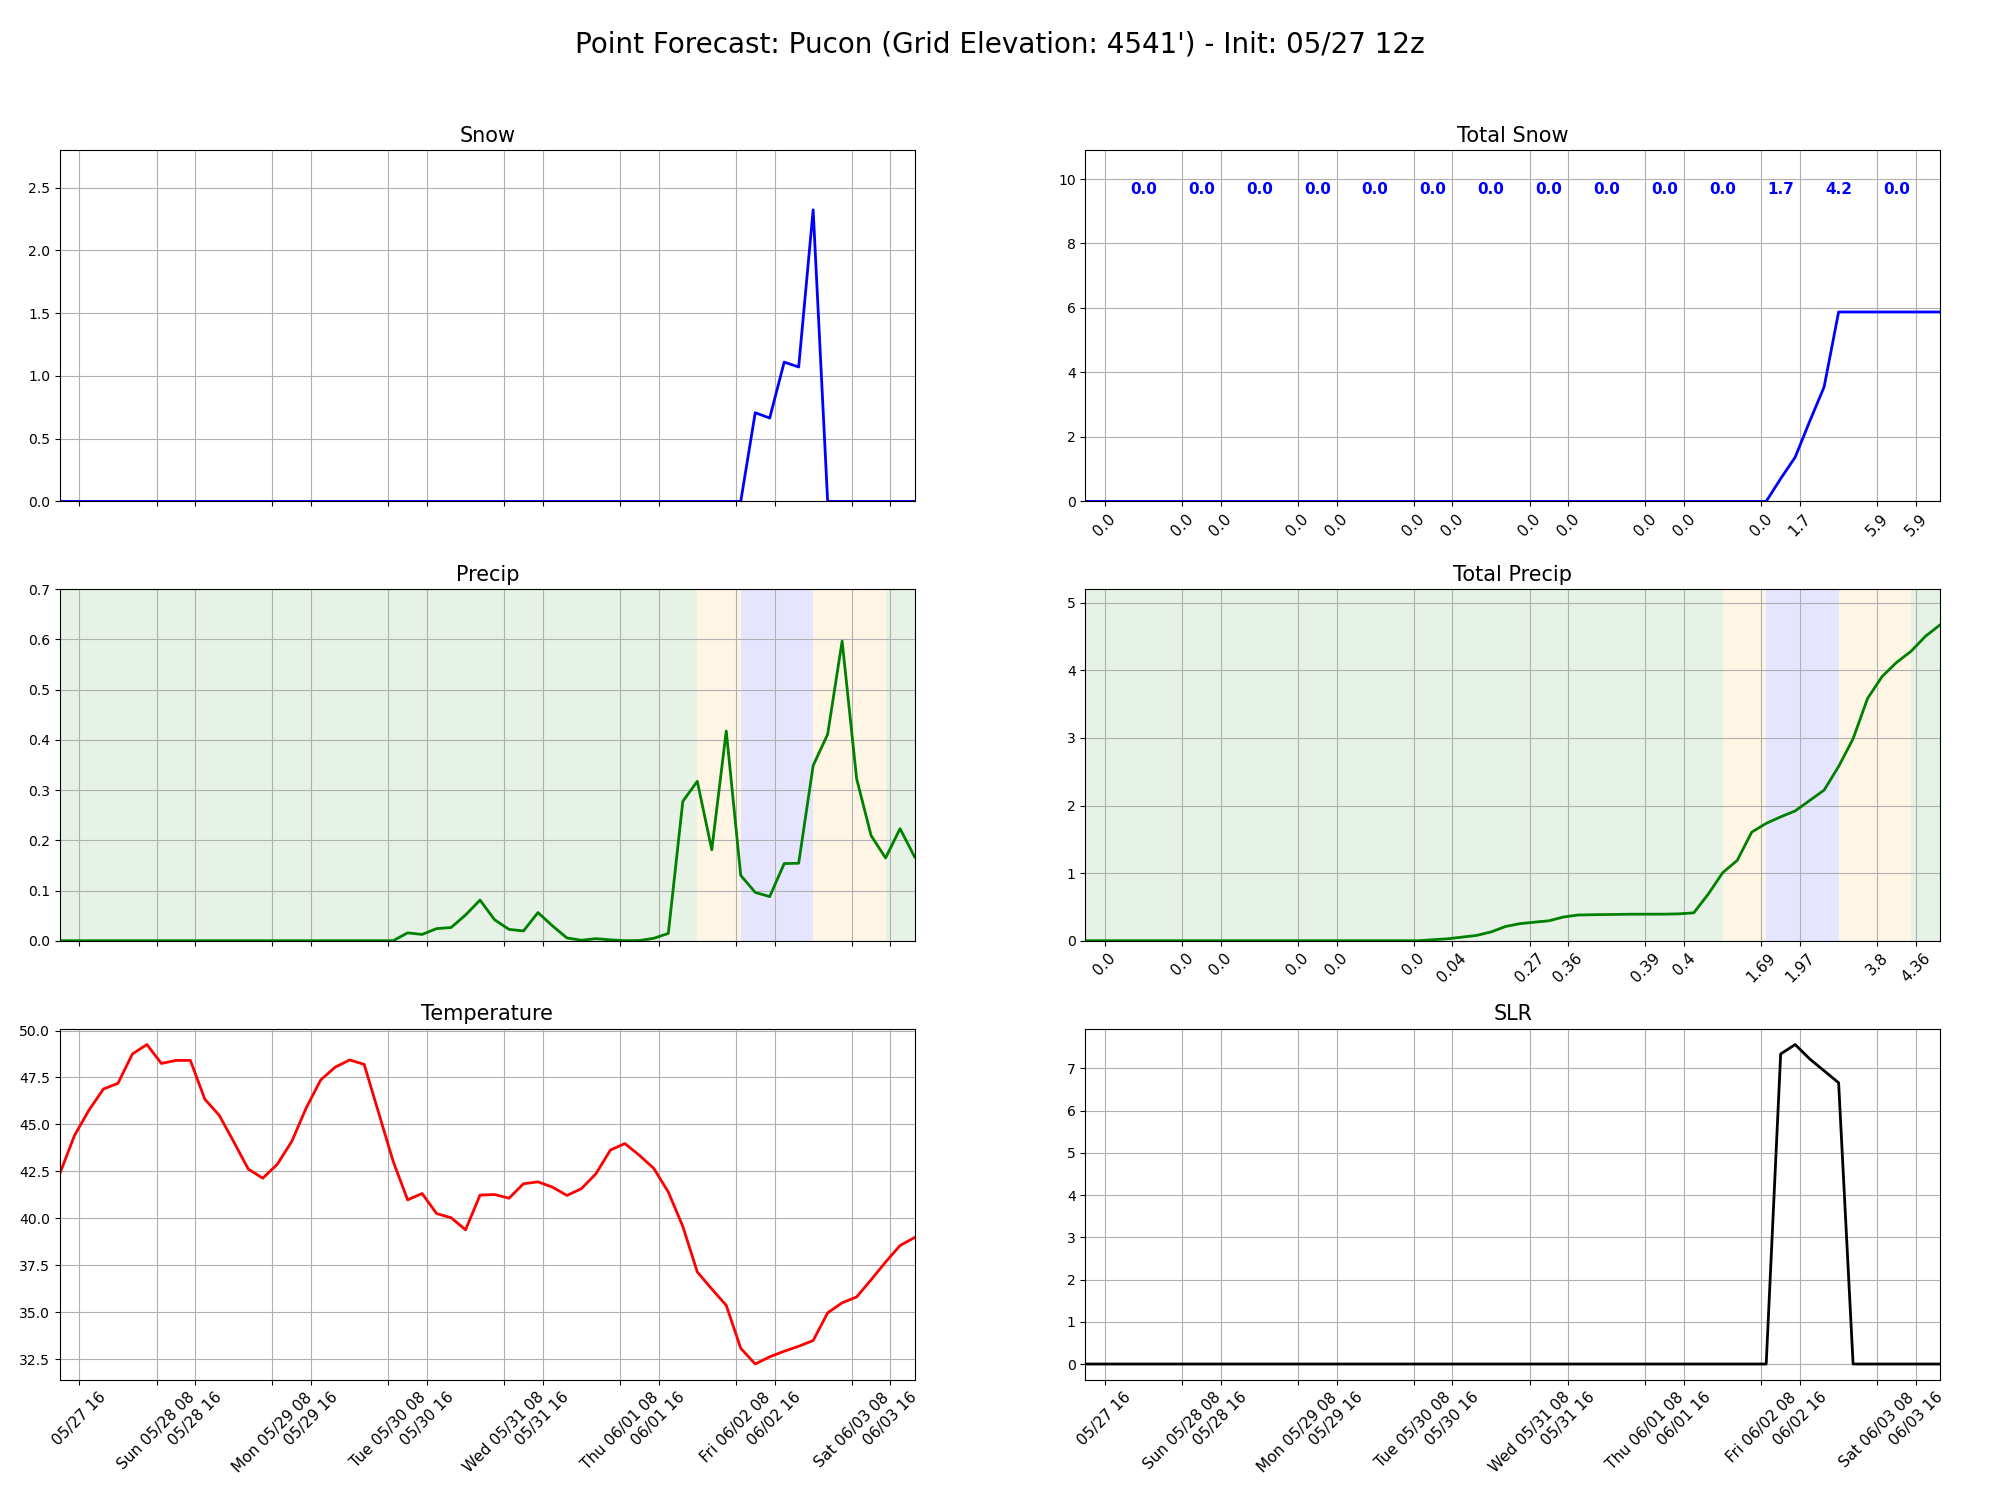 Point Forecast: Pucon (Grid Elevation: 4541') - Init: 05/27 12z
Snow
2.5
2.0
1.5
1.0
0.5
0.0
Total Snow
10
8
6
4
2
0
0.0 0.0 0.0 0.0 0.0 0.0 0.0 0.0 0.0 0.0 0.0 1.7 4.2 0.0
0.0 0.0 0.0 0.0 0.0 0.0 0.0 0.0 0.0 0.0 0.0 0.0 1.7 5.9 5.9
Precip
0.7
0.6
0.5
0.4
0.3
0.2
0.1
0.0
Total Precip
5
4
3
2
1
0
0.0 0.0 0.0 0.0 0.0 0.0 0.04 0.27 0.36 0.39 0.4 1.69 1.97 3.8 4.36
Temperature
50.0
47.5
45.0
42.5
40.0
37.5
35.0
32.5
05/27 16
Sun 05/28 08
05/28 16
Mon 05/29 08
05/29 16
Tue 05/30 08
05/30 16
Wed 05/31 08
05/31 16
Thu 06/01 08
06/01 16
Fri 06/02 08
06/02 16
Sat 06/03 08
06/03 16
SLR
7
6
5
4
3
2
1
0
05/27 16
Sun 05/28 08
05/28 16
Mon 05/29 08
05/29 16
Tue 05/30 08
05/30 16
Wed 05/31 08
05/31 16
Thu 06/01 08
06/01 16
Fri 06/02 08
06/02 16
Sat 06/03 08
06/03 16